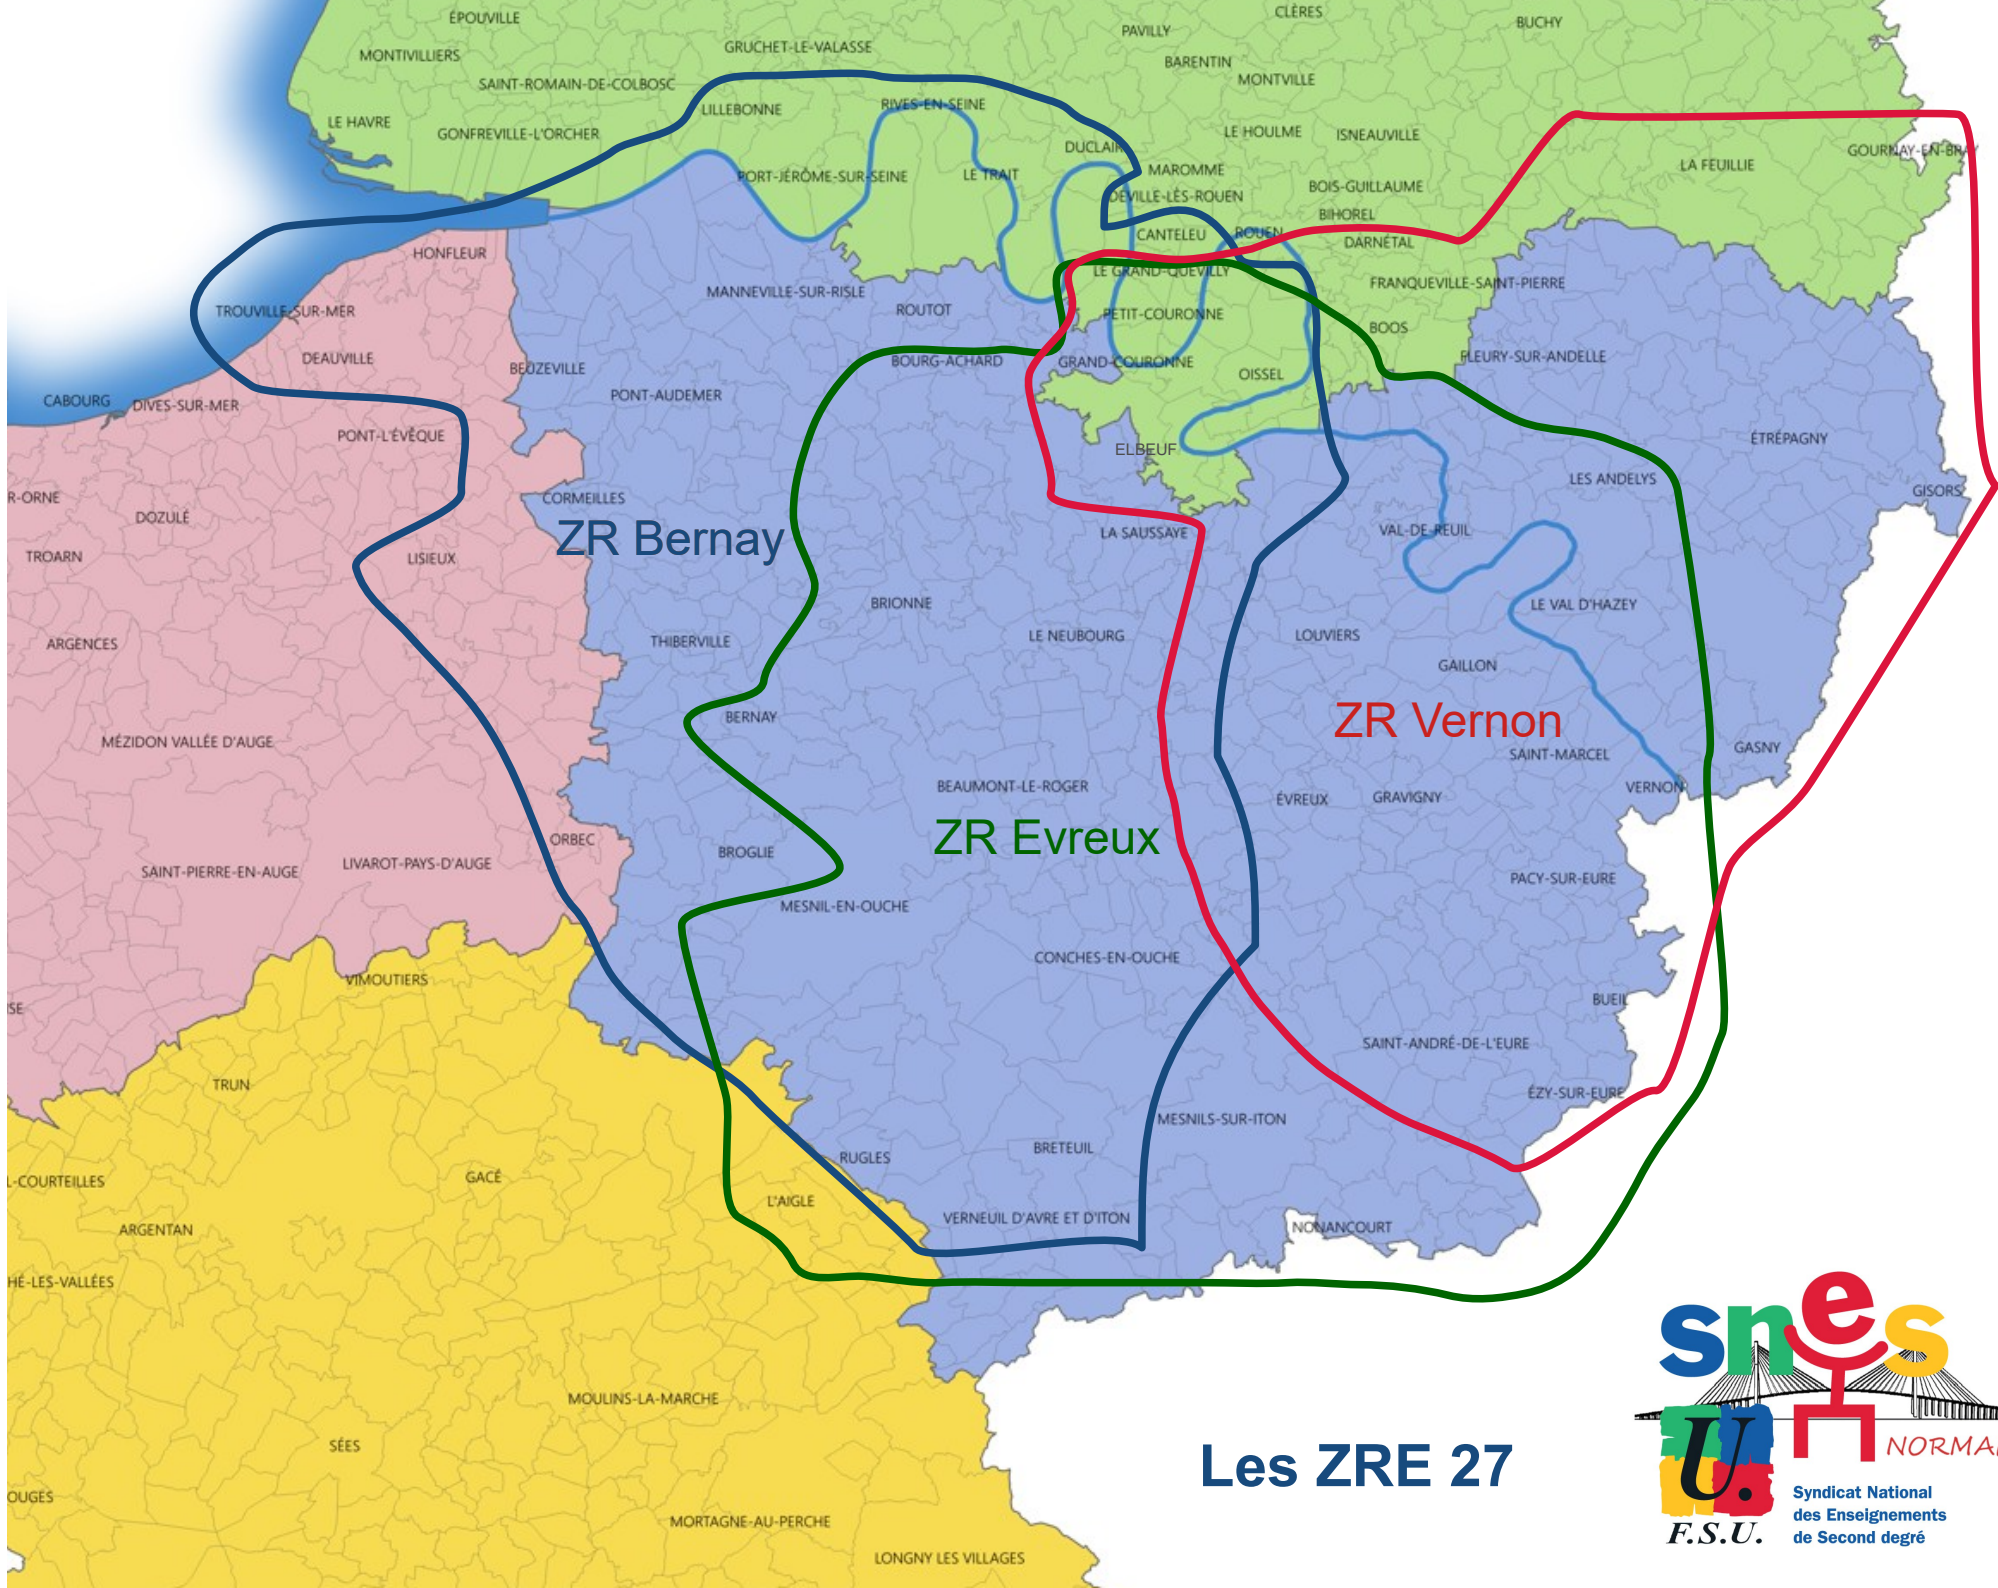 ÉPOUVILLE
CLÈRES
BUCHY
PAVILLY
MONTIVILLIERS
GRUCHET-LE-VALASSE
BARENTIN
MONTVILLE
SAINT-ROMAIN-DE-COLBOSC
LILLEBONNE
RIVES-EN-SEINE
LE HAVRE
GONFREVILLE-L'ORCHER
LE HOULME
ISNEAUVILLE
DUCLAIR
GOURNAY-EN-BRAY
LA FEUILLIE
PORT-JÉRÔME-SUR-SEINE
LE TRAIT
MAROMME
BOIS-GUILLAUME
DÉVILLE-LÈS-ROUEN
BIHOREL
CANTELEU
ROUEN
DARNÉTAL
HONFLEUR
LE GRAND-QUEVILLY
FRANQUEVILLE-SAINT-PIERRE
MANNEVILLE-SUR-RISLE
ROUTOT
TROUVILLE-SUR-MER
PETIT-COURONNE
BOOS
DEAUVILLE
BEUZEVILLE
BOURG-ACHARD
GRAND-COURONNE
FLEURY-SUR-ANDELLE
OISSEL
PONT-AUDEMER
CABOURG
DIVES-SUR-MER
PONT-L'ÉVÊQUE
ELBEUF
ÉTRÉPAGNY
LES ANDELYS
GISORS
R-ORNE
CORMEILLES
DOZULÉ
ZR Bernay
LA SAUSSAYE
VAL-DE-REUIL
TROARN
LISIEUX
BRIONNE
LE VAL D'HAZEY
ARGENCES
THIBERVILLE
LE NEUBOURG
LOUVIERS
GAILLON
BERNAY
ZR Vernon
MÉZIDON VALLÉE D'AUGE
SAINT-MARCEL
GASNY
BEAUMONT-LE-ROGER
ÉVREUX
GRAVIGNY
VERNON
ZR Evreux
ORBEC
BROGLIE
SAINT-PIERRE-EN-AUGE
LIVAROT-PAYS-D'AUGE
PACY-SUR-EURE
MESNIL-EN-OUCHE
CONCHES-EN-OUCHE
VIMOUTIERS
BUEIL
SE
SAINT-ANDRÉ-DE-L'EURE
TRUN
ÉZY-SUR-EURE
MESNILS-SUR-ITON
BRETEUIL
RUGLES
GACÉ
L-COURTEILLES
L'AIGLE
VERNEUIL D'AVRE ET D'ITON
NONANCOURT
ARGENTAN
HÉ-LES-VALLÉES
MOULINS-LA-MARCHE
SÉES
OUGES
MORTAGNE-AU-PERCHE
LONGNY LES VILLAGES
Les ZRE 27
snes
U.
F.S.U.
NORMA
Syndicat National
des Enseignements
de Second degré